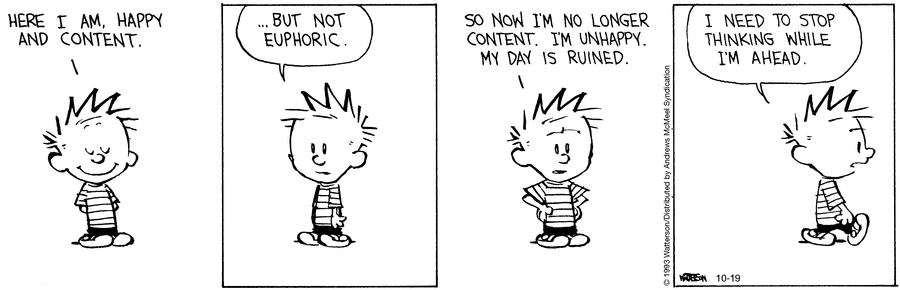 HERE I AM, HAPPY
AND CONTENT.
...BUT NOT
EUPHORIC.
SO NOW I'M NO LONGER
CONTENT. I'M UNHAPPY.
MY DAY IS RUINED.
I NEED TO STOP
THINKING WHILE
I'M AHEAD.
© 1993 Watterson/Distributed by Andrews McMeel Syndication
WATTERSON 10-19